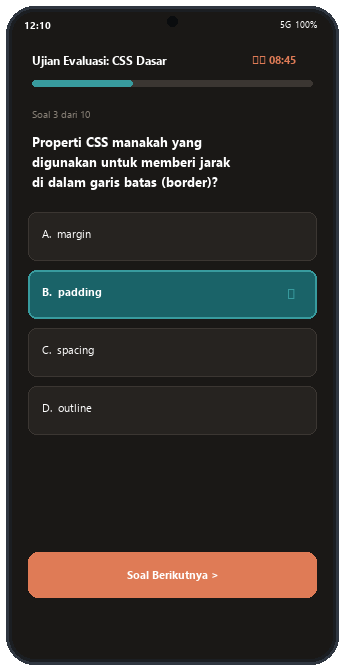 12:10
5G 100%
Ujian Evaluasi: CSS Dasar
08:45
Soal 3 dari 10
Properti CSS manakah yang
digunakan untuk memberi jarak
di dalam garis batas (border)?
A. margin
B. padding
C. spacing
D. outline
Soal Berikutnya >